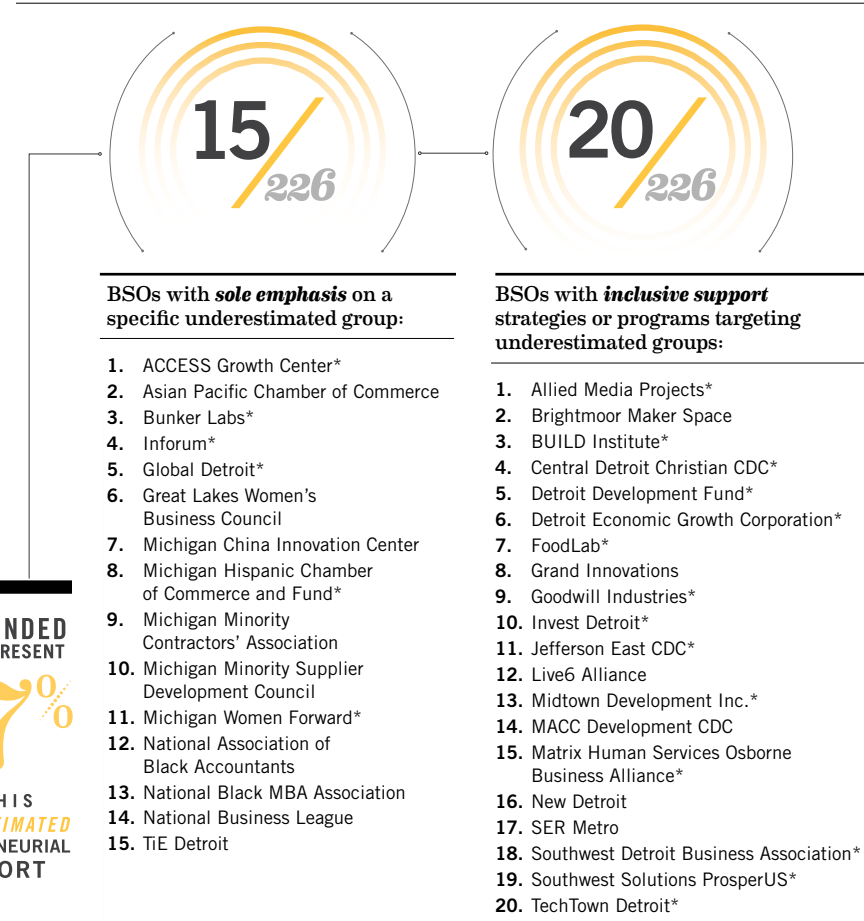 15/226
BSOs with sole emphasis on a
specific underestimated group:
1. ACCESS Growth Center*
2. Asian Pacific Chamber of Commerce
3. Bunker Labs*
4. Inforum*
5. Global Detroit*
6. Great Lakes Women’s
Business Council
7. Michigan China Innovation Center
8. Michigan Hispanic Chamber
of Commerce and Fund*
9. Michigan Minority
Contractors’ Association
10. Michigan Minority Supplier
Development Council
11. Michigan Women Forward*
12. National Association of
Black Accountants
13. National Black MBA Association
14. National Business League
15. TiE Detroit
20/226
BSOs with inclusive support
strategies or programs targeting
underestimated groups:
1. Allied Media Projects*
2. Brightmoor Maker Space
3. BUILD Institute*
4. Central Detroit Christian CDC*
5. Detroit Development Fund*
6. Detroit Economic Growth Corporation*
7. FoodLab*
8. Grand Innovations
9. Goodwill Industries*
10. Invest Detroit*
11. Jefferson East CDC*
12. Live6 Alliance
13. Midtown Development Inc.*
14. MACC Development CDC
15. Matrix Human Services Osborne
Business Alliance*
16. New Detroit
17. SER Metro
18. Southwest Detroit Business Association*
19. Southwest Solutions ProsperUS*
20. TechTown Detroit*
NDED
RESENT
7%
HIS
TIMATED
NEURIAL
ORT